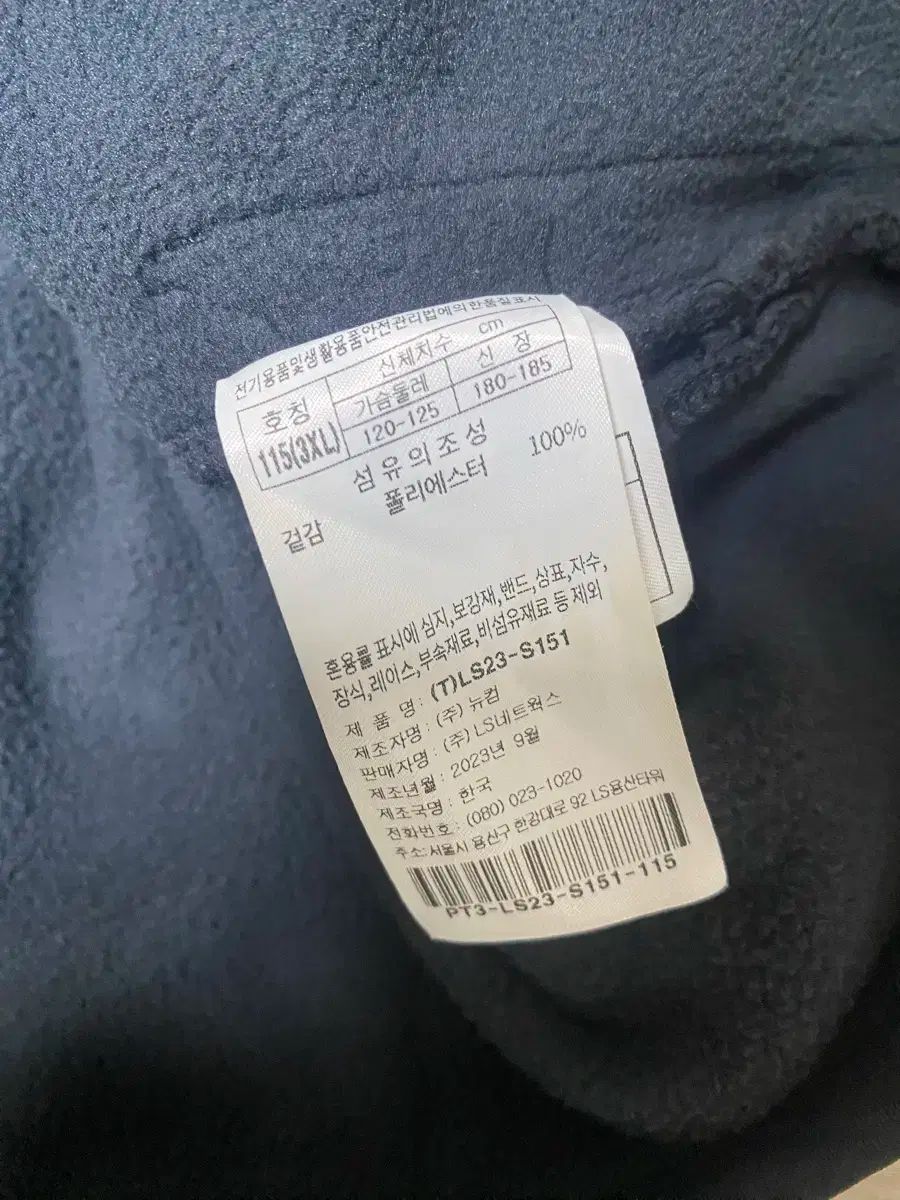 전기용품및생활용품안전관리법에의한품질표시
호칭 신체치수 cm
가슴둘레 신 장
115(3XL) 120-125 180-185
섬유의조성
겉감 폴리에스터 100%
혼용률 표시에 심지,보강재,밴드,상표,자수,
장식,레이스,부속재료,비섬유재료 등 제외
제 품 명: (T)LS23-S151
제조자명: (주) 뉴컴
판매자명: (주) LS네트웍스
제조년월: 2023년 9월
제조국명: 한국
전화번호: (080) 023-1020
주소:서울시 용산구 한강대로 92 LS용산타워
PT3-LS23-S151-115